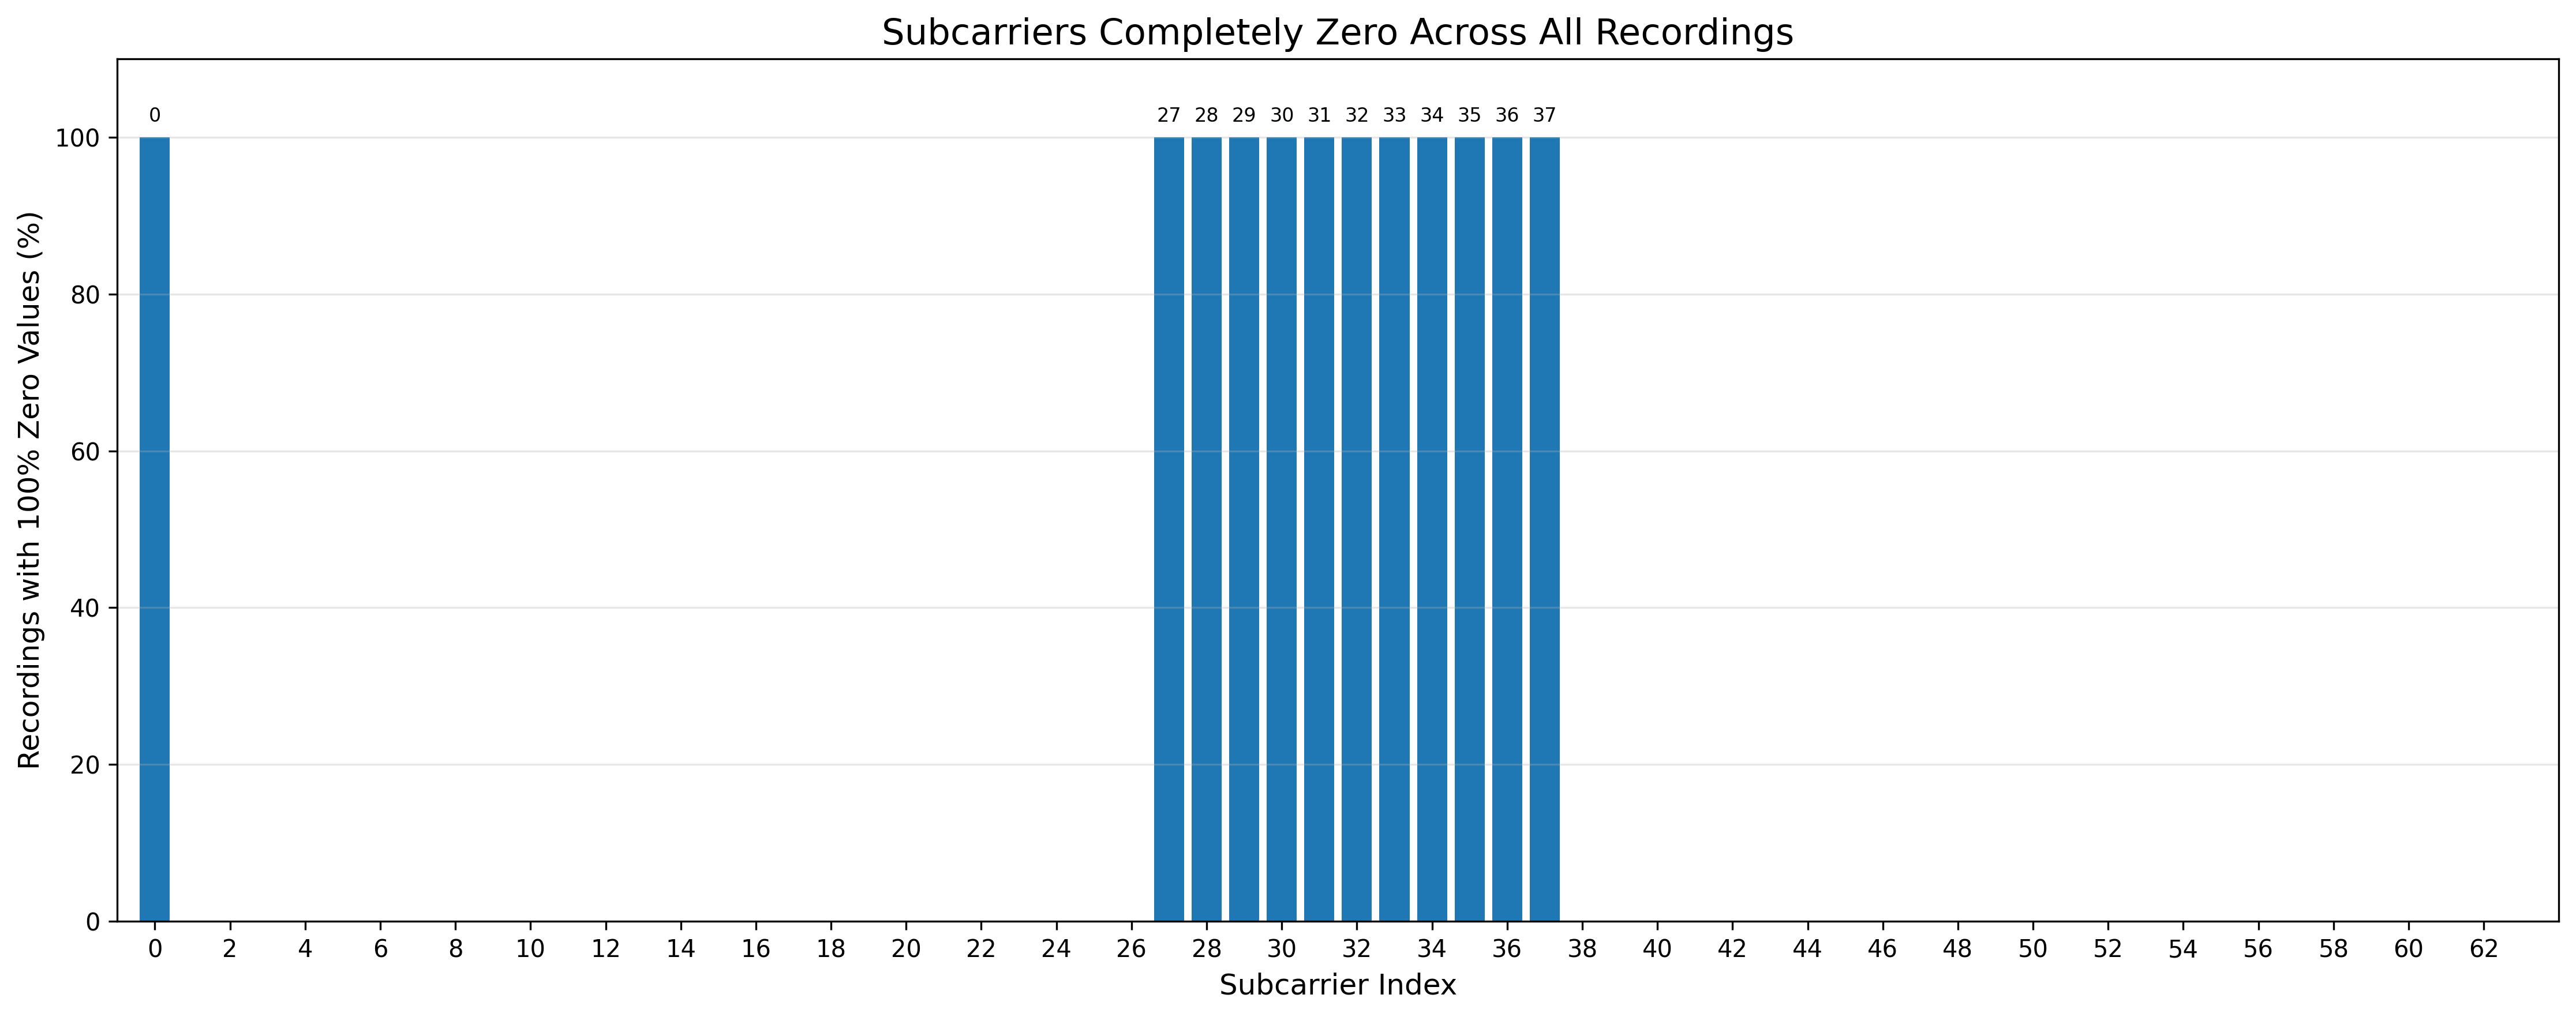 Subcarriers Completely Zero Across All Recordings
Recordings with 100% Zero Values (%)
0 27 28 29 30 31 32 33 34 35 36 37
100
80
60
40
20
0
0 2 4 6 8 10 12 14 16 18 20 22 24 26 28 30 32 34 36 38 40 42 44 46 48 50 52 54 56 58 60 62
Subcarrier Index